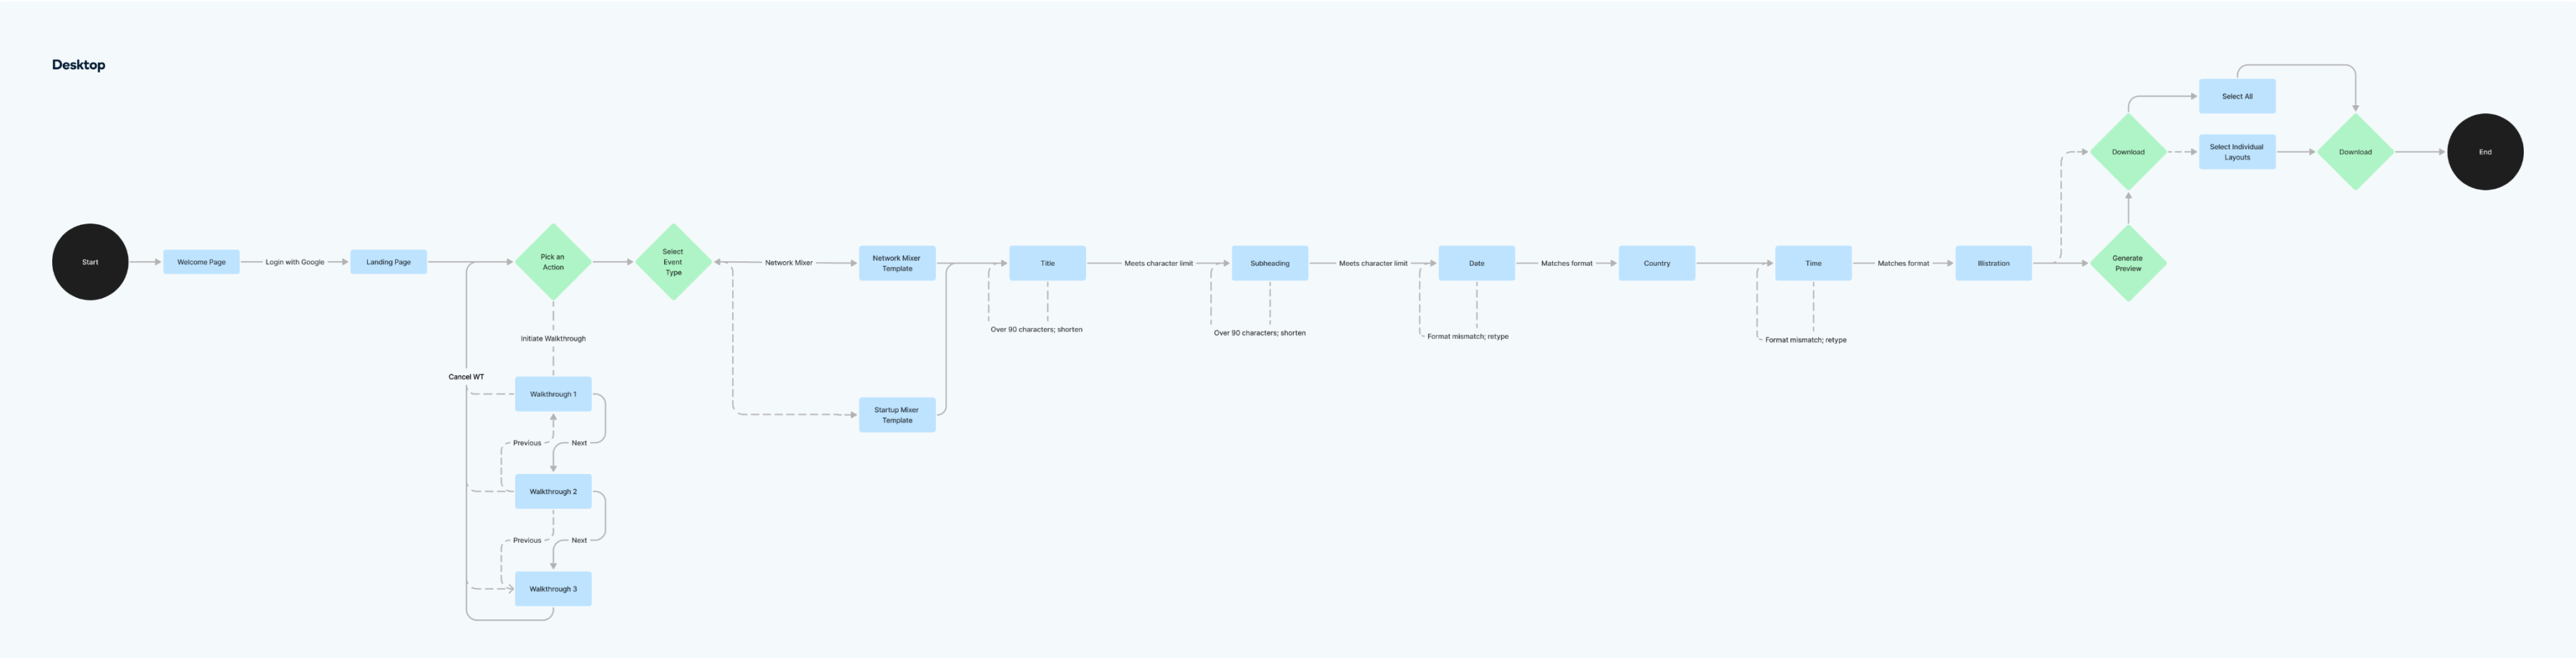 Desktop
Start
Welcome Page
Login with Google
Landing Page
Pick an
Action
Select
Event
Type
Network Mixer
Network Mixer
Template
Title
Meets character limit
Subheading
Meets character limit
Date
Matches format
Country
Time
Matches format
Illistration
Generate
Preview
Download
Select All
Select Individual
Layouts
Download
End
Over 90 characters; shorten
Over 90 characters; shorten
Format mismatch; retype
Format mismatch; retype
Initiate Walkthrough
Cancel WT
Walkthrough 1
Previous
Next
Walkthrough 2
Previous
Next
Walkthrough 3
Startup Mixer
Template